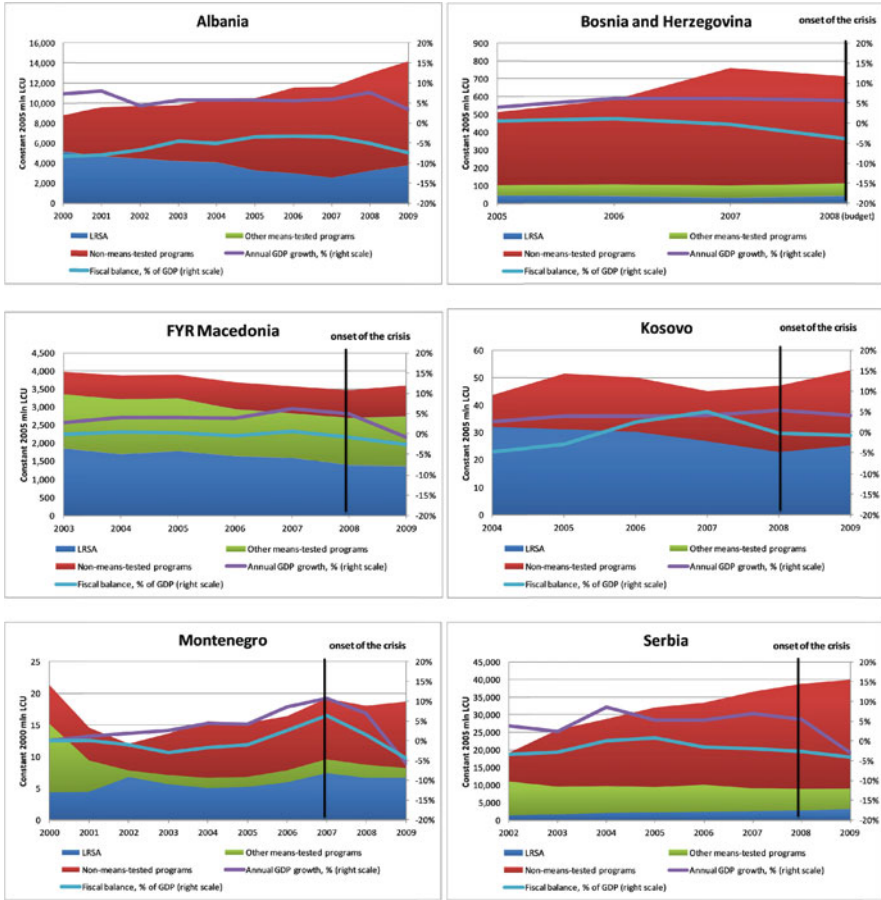 Albania
Constant 2005 mln LCU
16,000
14,000
12,000
10,000
8,000
6,000
4,000
2,000
0
20%
15%
10%
5%
0%
-5%
-10%
-15%
-20%
2000 2001 2002 2003 2004 2005 2006 2007 2008 2009
LRSA Other means-tested programs
Non-means-tested programs Annual GDP growth, % (right scale)
Fiscal balance, % of GDP (right scale)
Bosnia and Herzegovina
onset of the crisis
Constant 2005 mln LCU
900
800
700
600
500
400
300
200
100
0
20%
15%
10%
5%
0%
-5%
-10%
-15%
-20%
2005 2006 2007 2008 (budget)
LRSA Other means-tested programs
Non-means-tested programs Annual GDP growth, % (right scale)
Fiscal balance, % of GDP (right scale)
FYR Macedonia
onset of the crisis
Constant 2005 mln LCU
4,500
4,000
3,500
3,000
2,500
2,000
1,500
1,000
500
0
20%
15%
10%
5%
0%
-5%
-10%
-15%
-20%
2003 2004 2005 2006 2007 2008 2009
LRSA Other means-tested programs
Non-means-tested programs Annual GDP growth, % (right scale)
Fiscal balance, % of GDP (right scale)
Kosovo
onset of the crisis
Constant 2005 mln LCU
60
50
40
30
20
10
0
20%
15%
10%
5%
0%
-5%
-10%
-15%
-20%
2004 2005 2006 2007 2008 2009
LRSA Other means-tested programs
Non-means-tested programs Annual GDP growth, % (right scale)
Fiscal balance, % of GDP (right scale)
Montenegro
onset of the crisis
Constant 2000 mln LCU
25
20
15
10
5
0
20%
15%
10%
5%
0%
-5%
-10%
-15%
-20%
2000 2001 2002 2003 2004 2005 2006 2007 2008 2009
LRSA Other means-tested programs
Non-means-tested programs Annual GDP growth, % (right scale)
Fiscal balance, % of GDP (right scale)
Serbia
onset of the crisis
Constant 2005 mln LCU
45,000
40,000
35,000
30,000
25,000
20,000
15,000
10,000
5,000
0
20%
15%
10%
5%
0%
-5%
-10%
-15%
-20%
2002 2003 2004 2005 2006 2007 2008 2009
LRSA Other means-tested programs
Non-means-tested programs Annual GDP growth, % (right scale)
Fiscal balance, % of GDP (right scale)